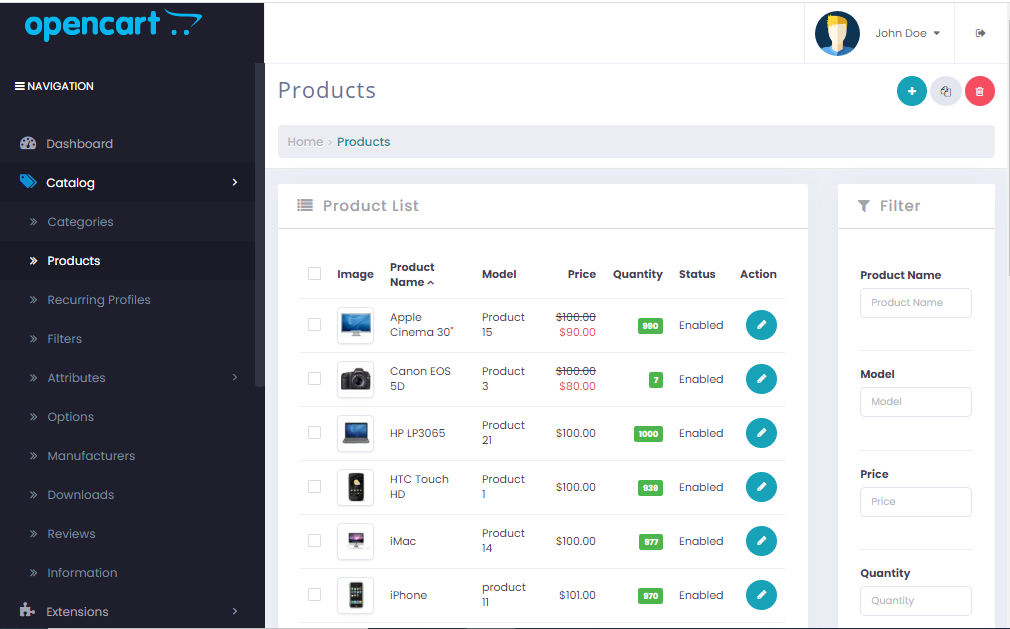 opencart
John Doe
NAVIGATION
Dashboard
Catalog
Categories
Products
Recurring Profiles
Filters
Attributes
Options
Manufacturers
Downloads
Reviews
Information
Extensions
Products
Home › Products
Product List
Image Product Name Model Price Quantity Status Action
Apple Cinema 30" Product 15 $100.00 $90.00 990 Enabled
Canon EOS 5D Product 3 $100.00 $80.00 7 Enabled
HP LP3065 Product 21 $100.00 1000 Enabled
HTC Touch HD Product 1 $100.00 939 Enabled
iMac Product 14 $100.00 977 Enabled
iPhone product 11 $101.00 970 Enabled
Filter
Product Name
Product Name
Model
Model
Price
Price
Quantity
Quantity